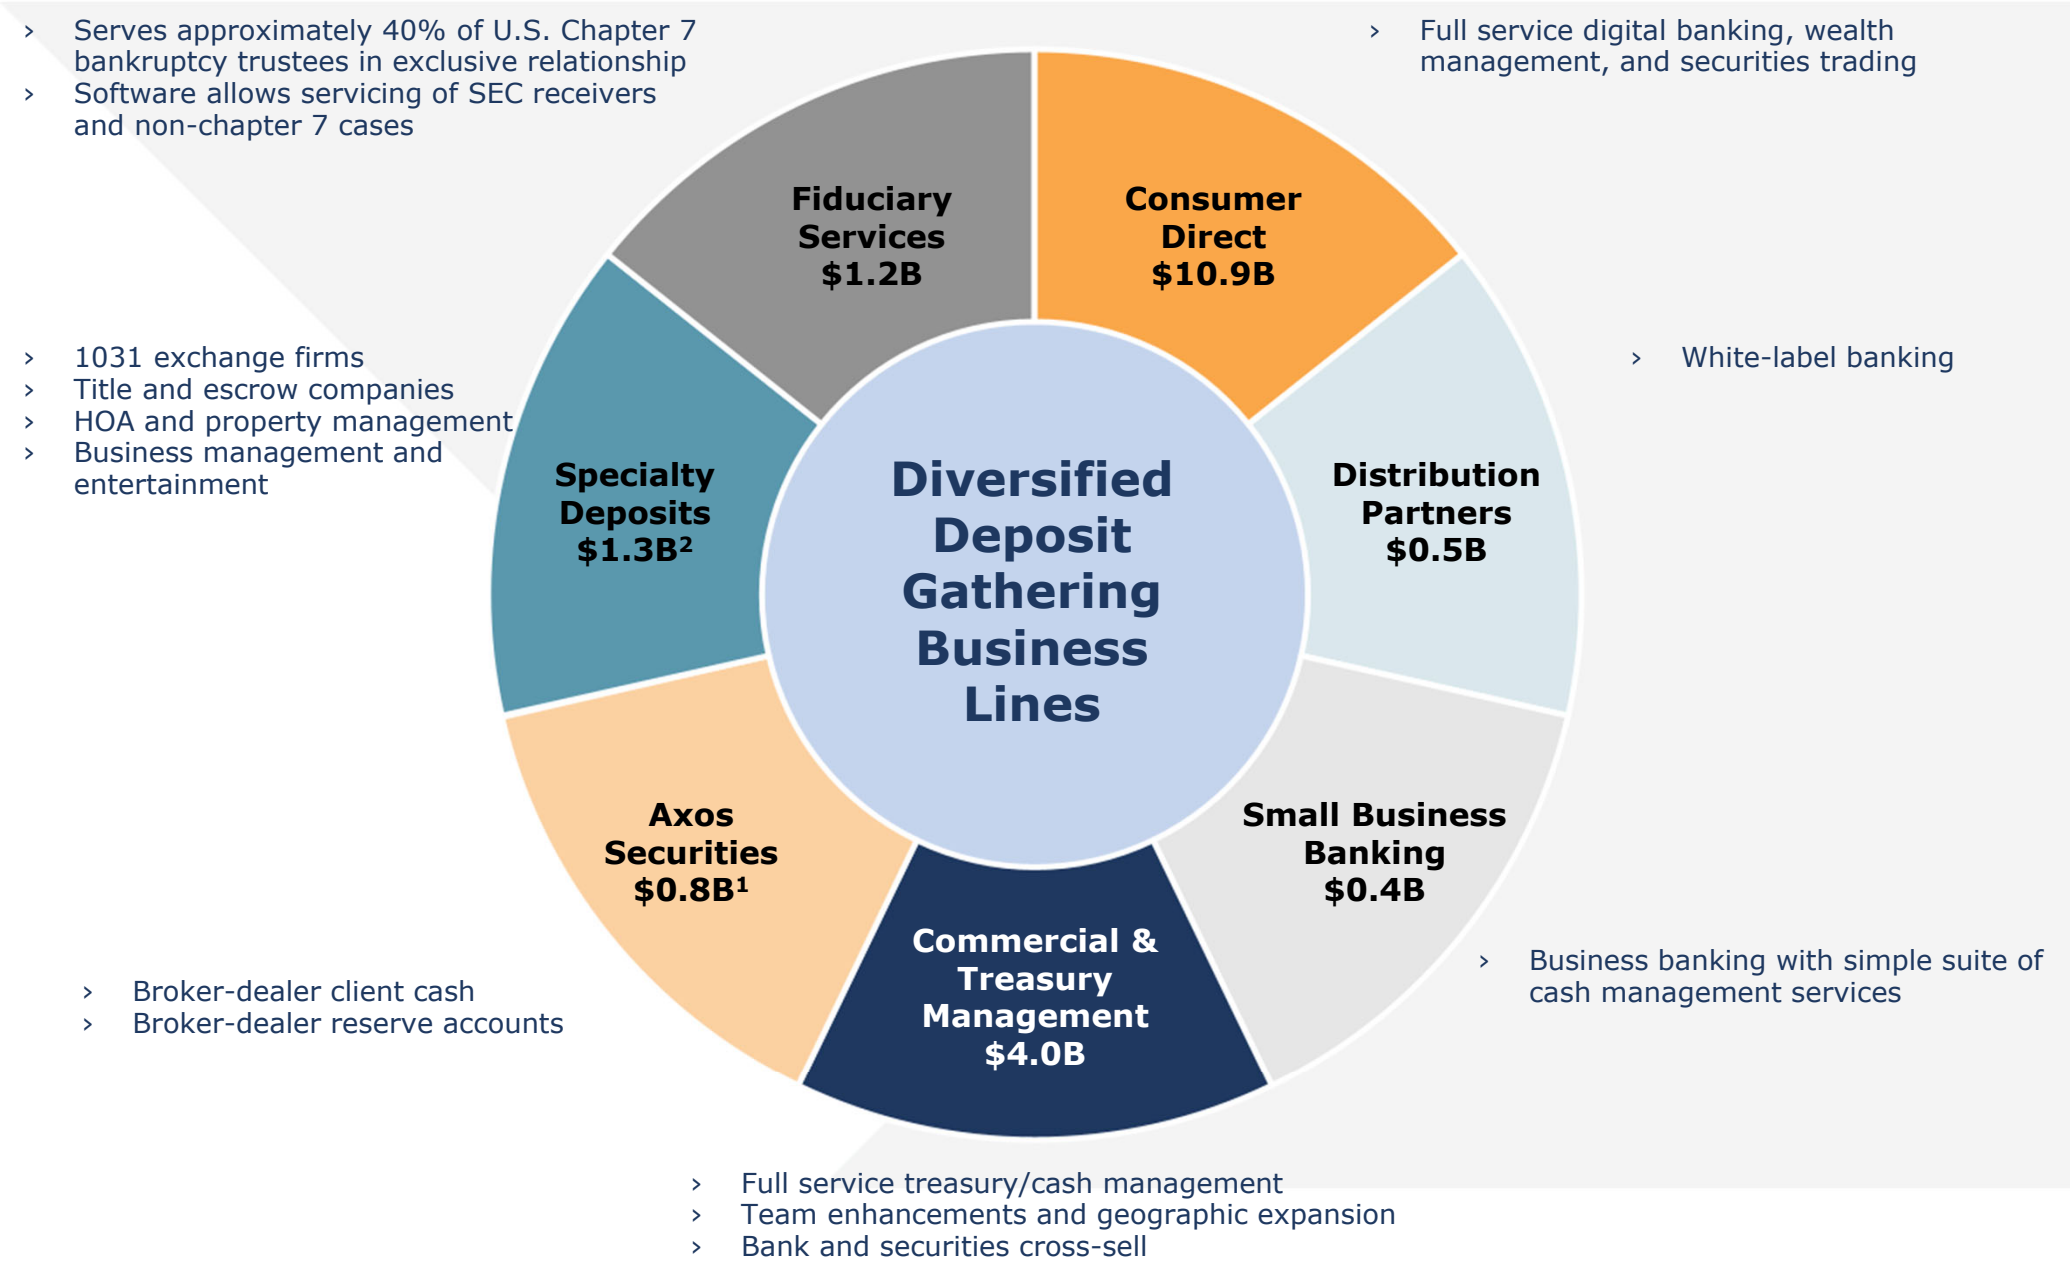 › Serves approximately 40% of U.S. Chapter 7
bankruptcy trustees in exclusive relationship
› Software allows servicing of SEC receivers
and non-chapter 7 cases
› Full service digital banking, wealth
management, and securities trading
Fiduciary
Services
$1.2B
Consumer
Direct
$10.9B
› 1031 exchange firms
› Title and escrow companies
› HOA and property management
› Business management and
entertainment
› White-label banking
Specialty
Deposits
$1.3B²
Diversified
Deposit
Gathering
Business
Lines
Distribution
Partners
$0.5B
Axos
Securities
$0.8B¹
Small Business
Banking
$0.4B
Commercial &
Treasury
Management
$4.0B
› Broker-dealer client cash
› Broker-dealer reserve accounts
› Business banking with simple suite of
cash management services
› Full service treasury/cash management
› Team enhancements and geographic expansion
› Bank and securities cross-sell